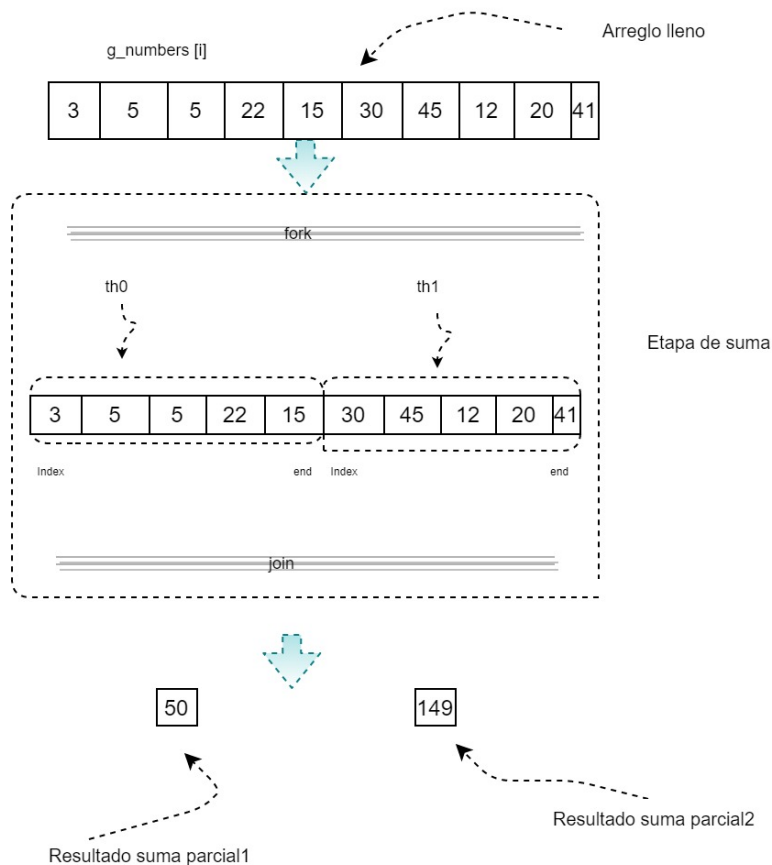 Arreglo lleno
g_numbers [i]
3 5 5 22 15 30 45 12 20 41
fork
th0 th1
Etapa de suma
3 5 5 22 15 30 45 12 20 41
Index end Index end
join
50 149
Resultado suma parcial2
Resultado suma parcial1